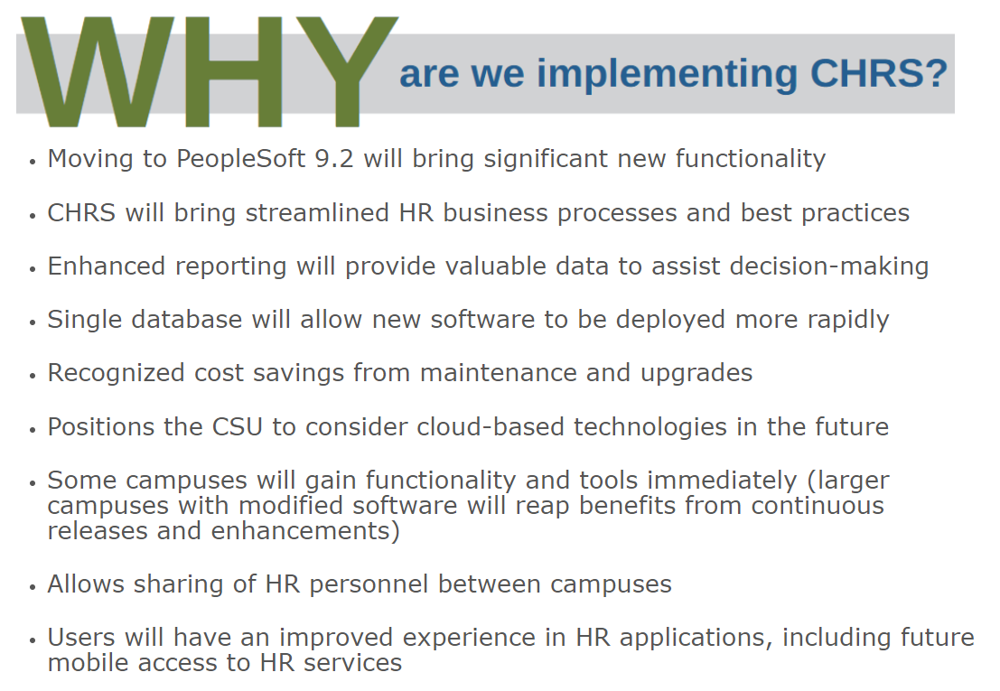 WHY are we implementing CHRS?
• Moving to PeopleSoft 9.2 will bring significant new functionality
• CHRS will bring streamlined HR business processes and best practices
• Enhanced reporting will provide valuable data to assist decision-making
• Single database will allow new software to be deployed more rapidly
• Recognized cost savings from maintenance and upgrades
• Positions the CSU to consider cloud-based technologies in the future
• Some campuses will gain functionality and tools immediately (larger
campuses with modified software will reap benefits from continuous
releases and enhancements)
• Allows sharing of HR personnel between campuses
• Users will have an improved experience in HR applications, including future
mobile access to HR services